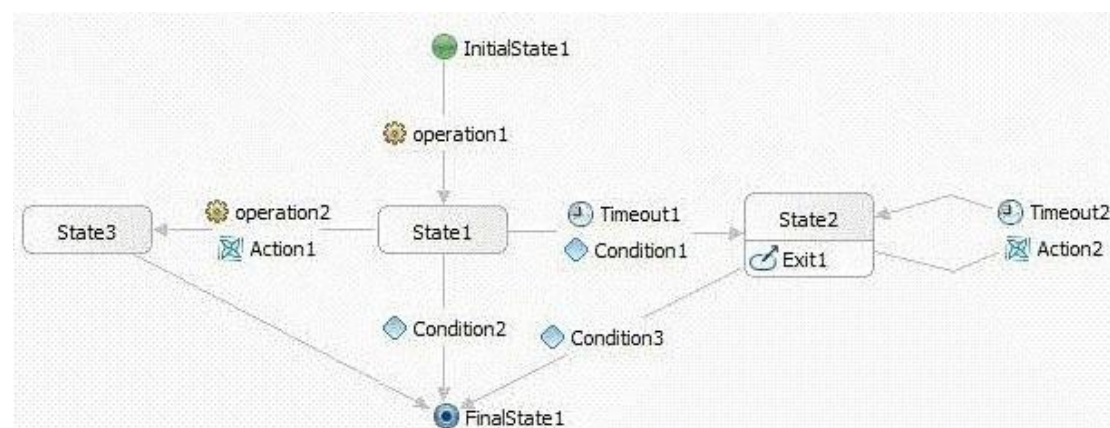 InitialState1
operation1
operation2
Timeout1
State2
Timeout2
State3
State1
Action1
Condition1
Exit1
Action2
Condition2
Condition3
FinalState1